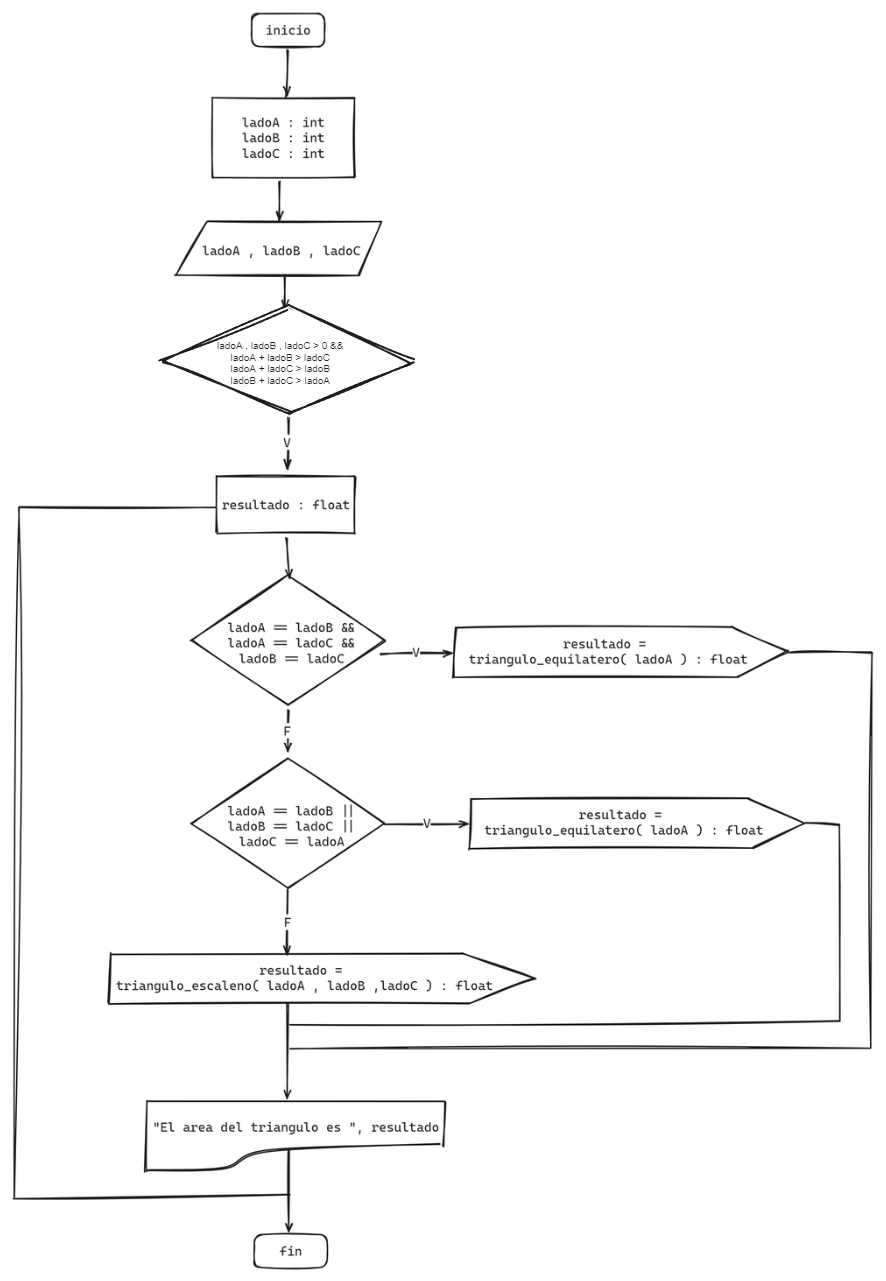 inicio
ladoA : int
ladoB : int
ladoC : int
ladoA , ladoB , ladoC
ladoA , ladoB , ladoC > 0 &&
ladoA + ladoB > ladoC
ladoA + ladoC > ladoB
ladoB + ladoC > ladoA
V
resultado : float
ladoA == ladoB &&
ladoA == ladoC &&
ladoB == ladoC
V
resultado =
triangulo_equilatero( ladoA ) : float
F
ladoA == ladoB ||
ladoB == ladoC ||
ladoC == ladoA
V
resultado =
triangulo_equilatero( ladoA ) : float
F
resultado =
triangulo_escaleno( ladoA , ladoB ,ladoC ) : float
"El area del triangulo es ", resultado
fin